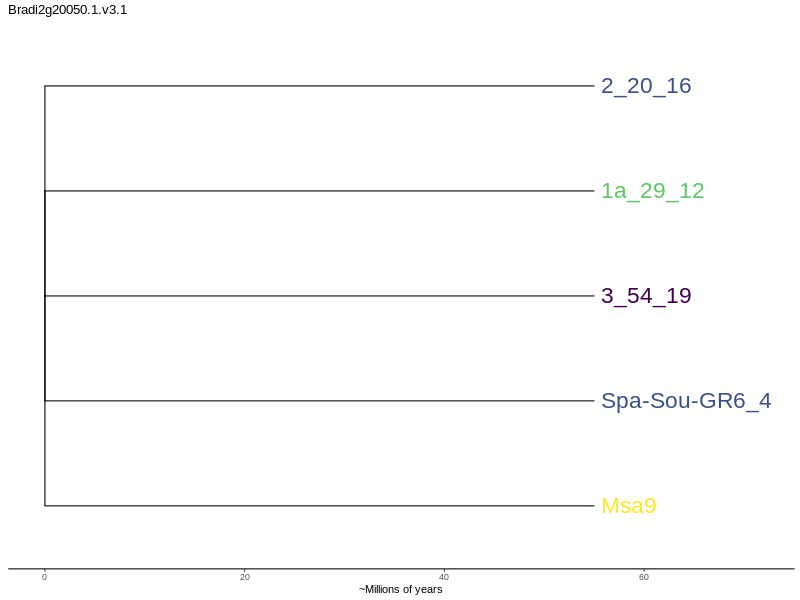 Bradi2g20050.1.v3.1
2_20_16
1a_29_12
3_54_19
Spa-Sou-GR6_4
Msa9
0 20 40 60
~Millions of years